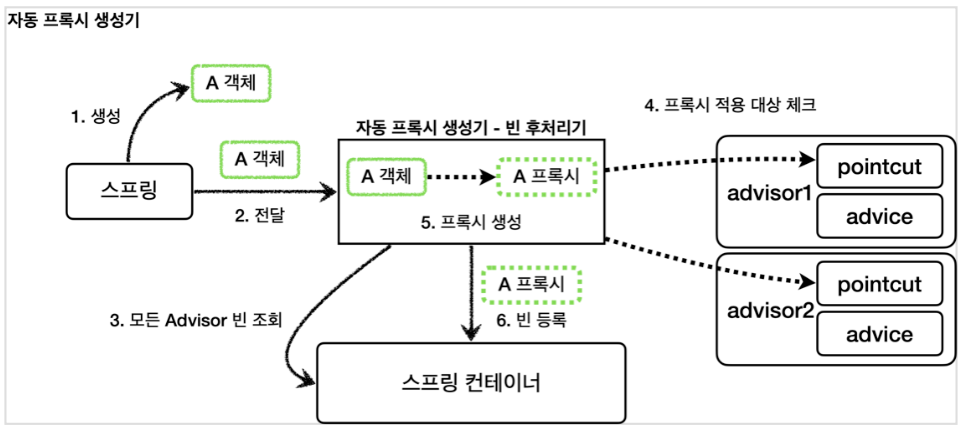 자동 프록시 생성기
A 객체
1. 생성
4. 프록시 적용 대상 체크
자동 프록시 생성기 - 빈 후처리기
A 객체
스프링
2. 전달
A 객체
A 프록시
5. 프록시 생성
advisor1
pointcut
advice
advisor2
pointcut
advice
3. 모든 Advisor 빈 조회
A 프록시
6. 빈 등록
스프링 컨테이너